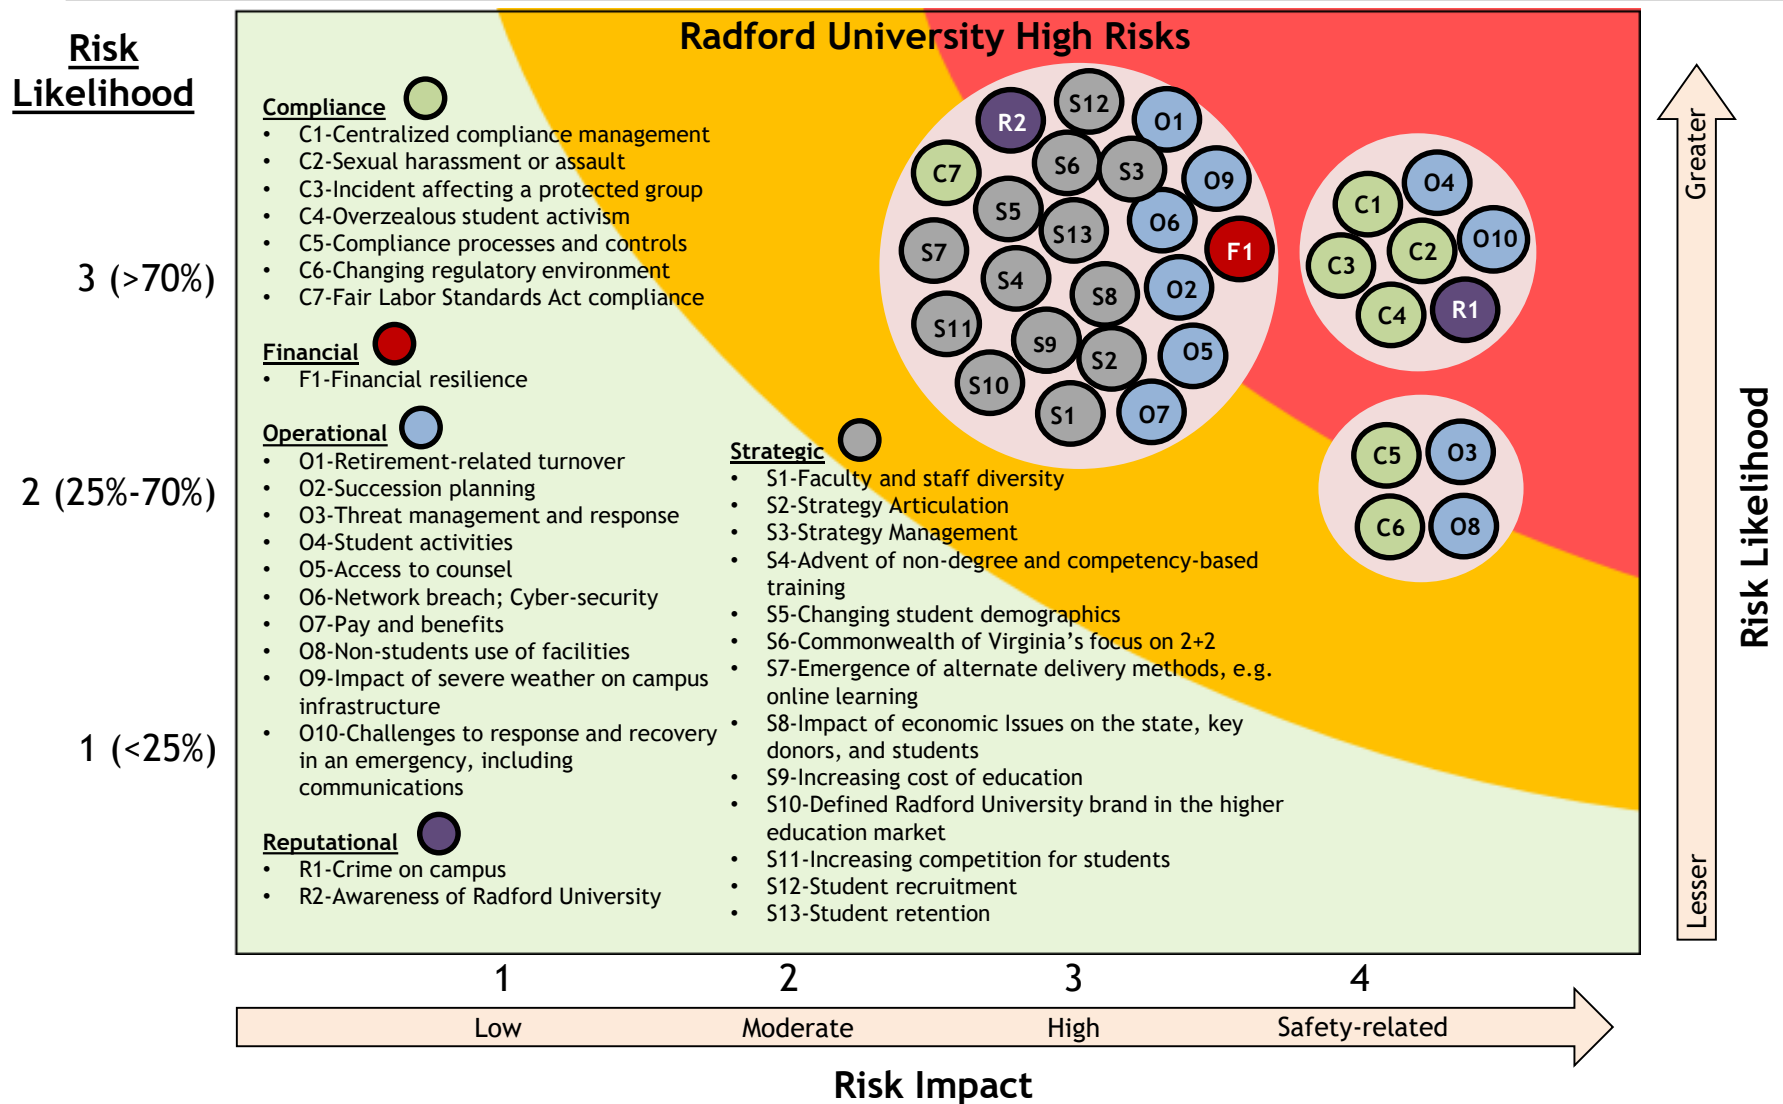 Radford University High Risks
Risk
Likelihood
3 (>70%)
2 (25%-70%)
1 (<25%)
Compliance
• C1-Centralized compliance management
• C2-Sexual harassment or assault
• C3-Incident affecting a protected group
• C4-Overzealous student activism
• C5-Compliance processes and controls
• C6-Changing regulatory environment
• C7-Fair Labor Standards Act compliance
Financial
• F1-Financial resilience
Operational
• O1-Retirement-related turnover
• O2-Succession planning
• O3-Threat management and response
• O4-Student activities
• O5-Access to counsel
• O6-Network breach; Cyber-security
• O7-Pay and benefits
• O8-Non-students use of facilities
• O9-Impact of severe weather on campus
infrastructure
• O10-Challenges to response and recovery
in an emergency, including
communications
Reputational
• R1-Crime on campus
• R2-Awareness of Radford University
Strategic
• S1-Faculty and staff diversity
• S2-Strategy Articulation
• S3-Strategy Management
• S4-Advent of non-degree and competency-based
training
• S5-Changing student demographics
• S6-Commonwealth of Virginia’s focus on 2+2
• S7-Emergence of alternate delivery methods, e.g.
online learning
• S8-Impact of economic Issues on the state, key
donors, and students
• S9-Increasing cost of education
• S10-Defined Radford University brand in the higher
education market
• S11-Increasing competition for students
• S12-Student recruitment
• S13-Student retention
S12
R2
O1
S6
S3
C7
O9
S5
O6
S13
S7
F1
S4
O2
S8
S11
S9
O5
S2
S10
S1
O7
O4
C1
O10
C2
C3
R1
C4
C5
O3
C6
O8
Greater
Risk Likelihood
Lesser
1
2
3
4
Low
Moderate
High
Safety-related
Risk Impact